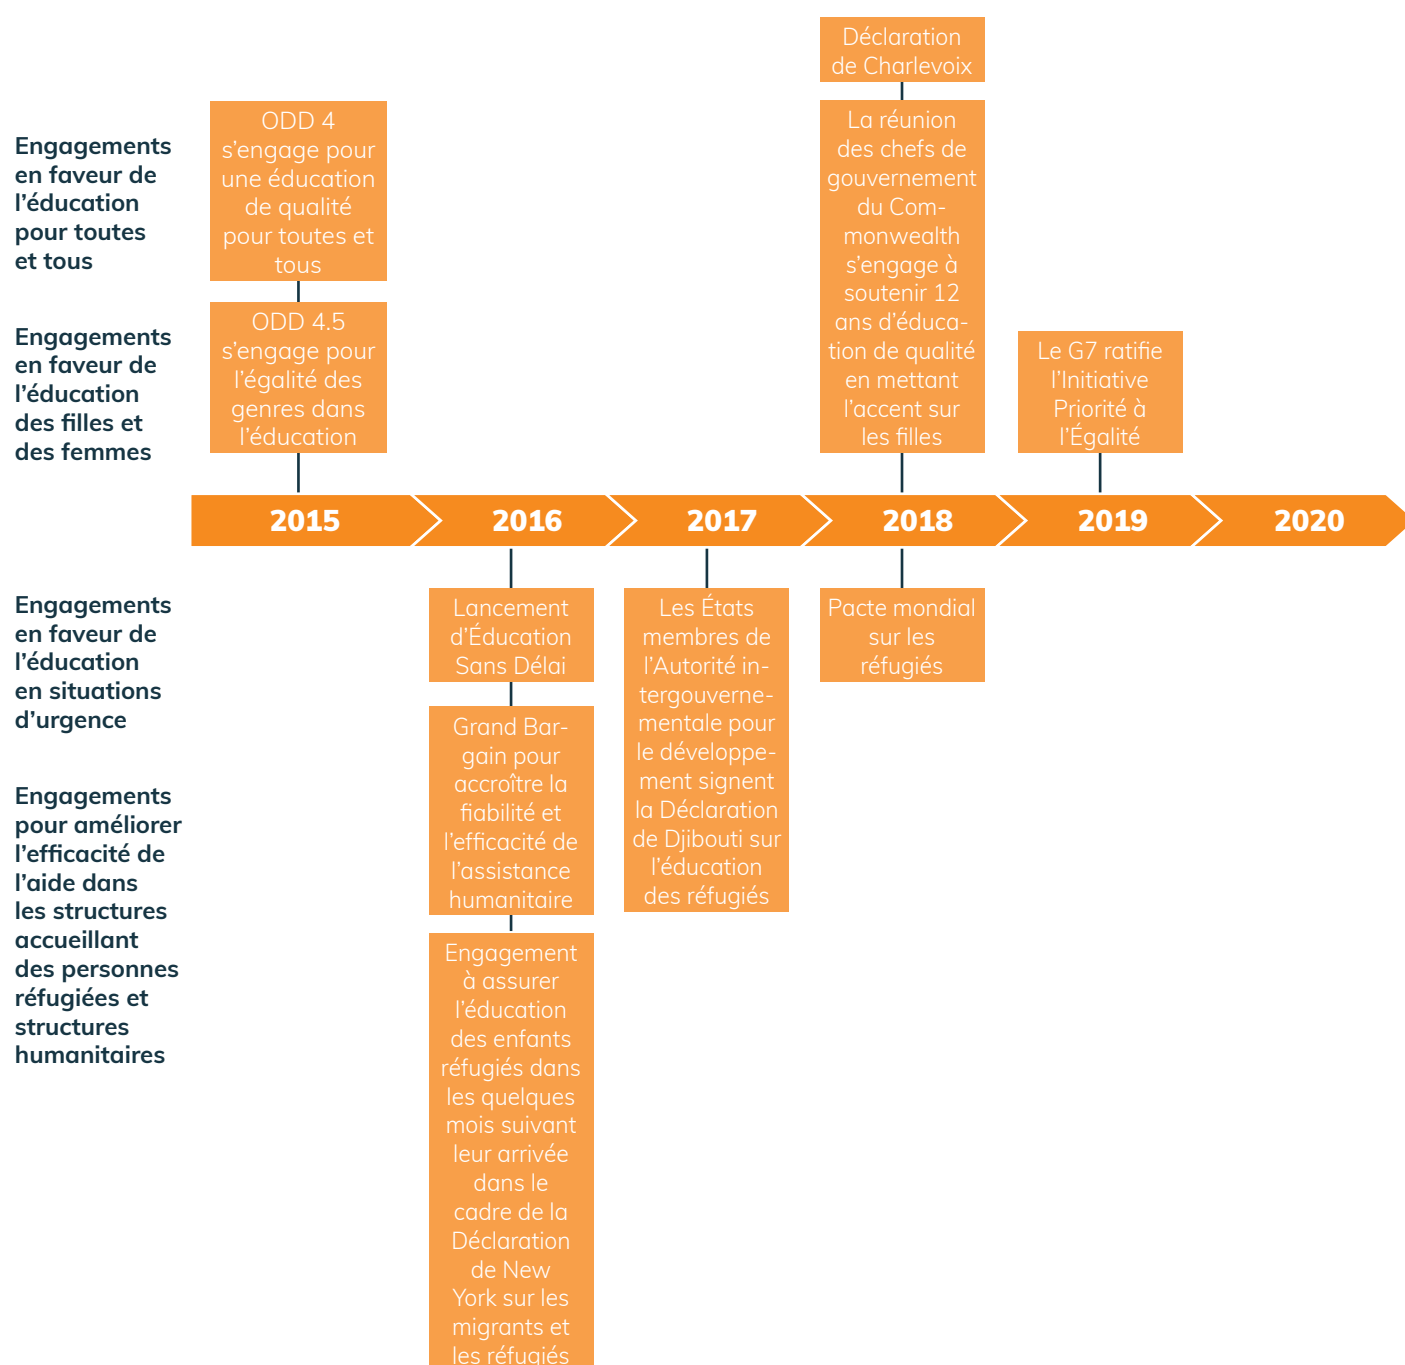 Engagements
en faveur de
l’éducation
pour toutes
et tous
Engagements
en faveur de
l’éducation
des filles et
des femmes
ODD 4
s’engage pour
une éducation
de qualité
pour toutes et
tous
ODD 4.5
s’engage pour
l’égalité des
genres dans
l’éducation
Déclaration
de Charlevoix
La réunion
des chefs de
gouvernement
du Com-
monwealth
s’engage à
soutenir 12
ans d’éduca-
tion de qualité
en mettant
l’accent sur
les filles
Le G7 ratifie
l’Initiative
Priorité à
l’Égalité
2015
2016
2017
2018
2019
2020
Engagements
en faveur de
l’éducation
en situations
d’urgence
Engagements
pour améliorer
l’efficacité de
l’aide dans
les structures
accueillant
des personnes
réfugiées et
structures
humanitaires
Lancement
d’Éducation
Sans Délai
Grand Bar-
gain pour
accroître la
fiabilité et
l’efficacité de
l’assistance
humanitaire
Engagement
à assurer
l’éducation
des enfants
réfugiés dans
les quelques
mois suivant
leur arrivée
dans le
cadre de la
Déclaration
de New
York sur les
migrants et
les réfugiés
Les États
membres de
l’Autorité in-
tergouverne-
mentale pour
le développe-
ment signent
la Déclaration
de Djibouti sur
l’éducation
des réfugiés
Pacte mondial
sur les
réfugiés